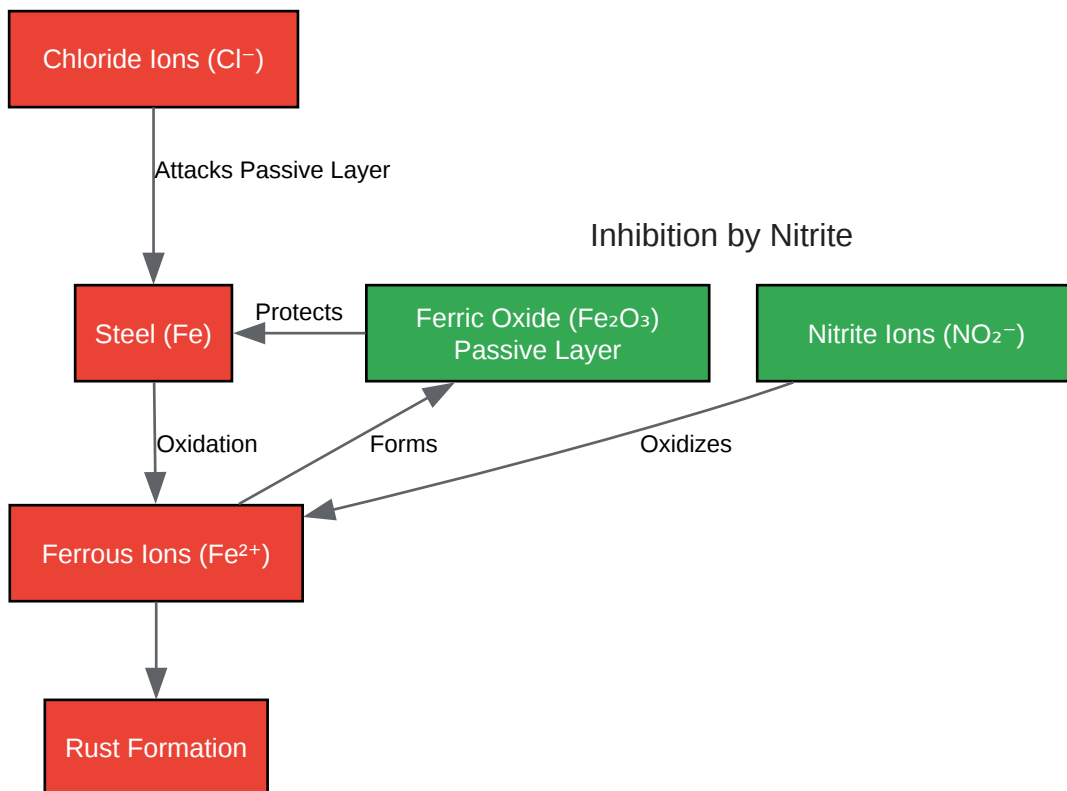 Chloride Ions (Cl⁻)
Attacks Passive Layer
Inhibition by Nitrite
Steel (Fe)
Protects
Ferric Oxide (Fe₂O₃)
Passive Layer
Nitrite Ions (NO₂⁻)
Oxidation
Forms
Oxidizes
Ferrous Ions (Fe²⁺)
Rust Formation